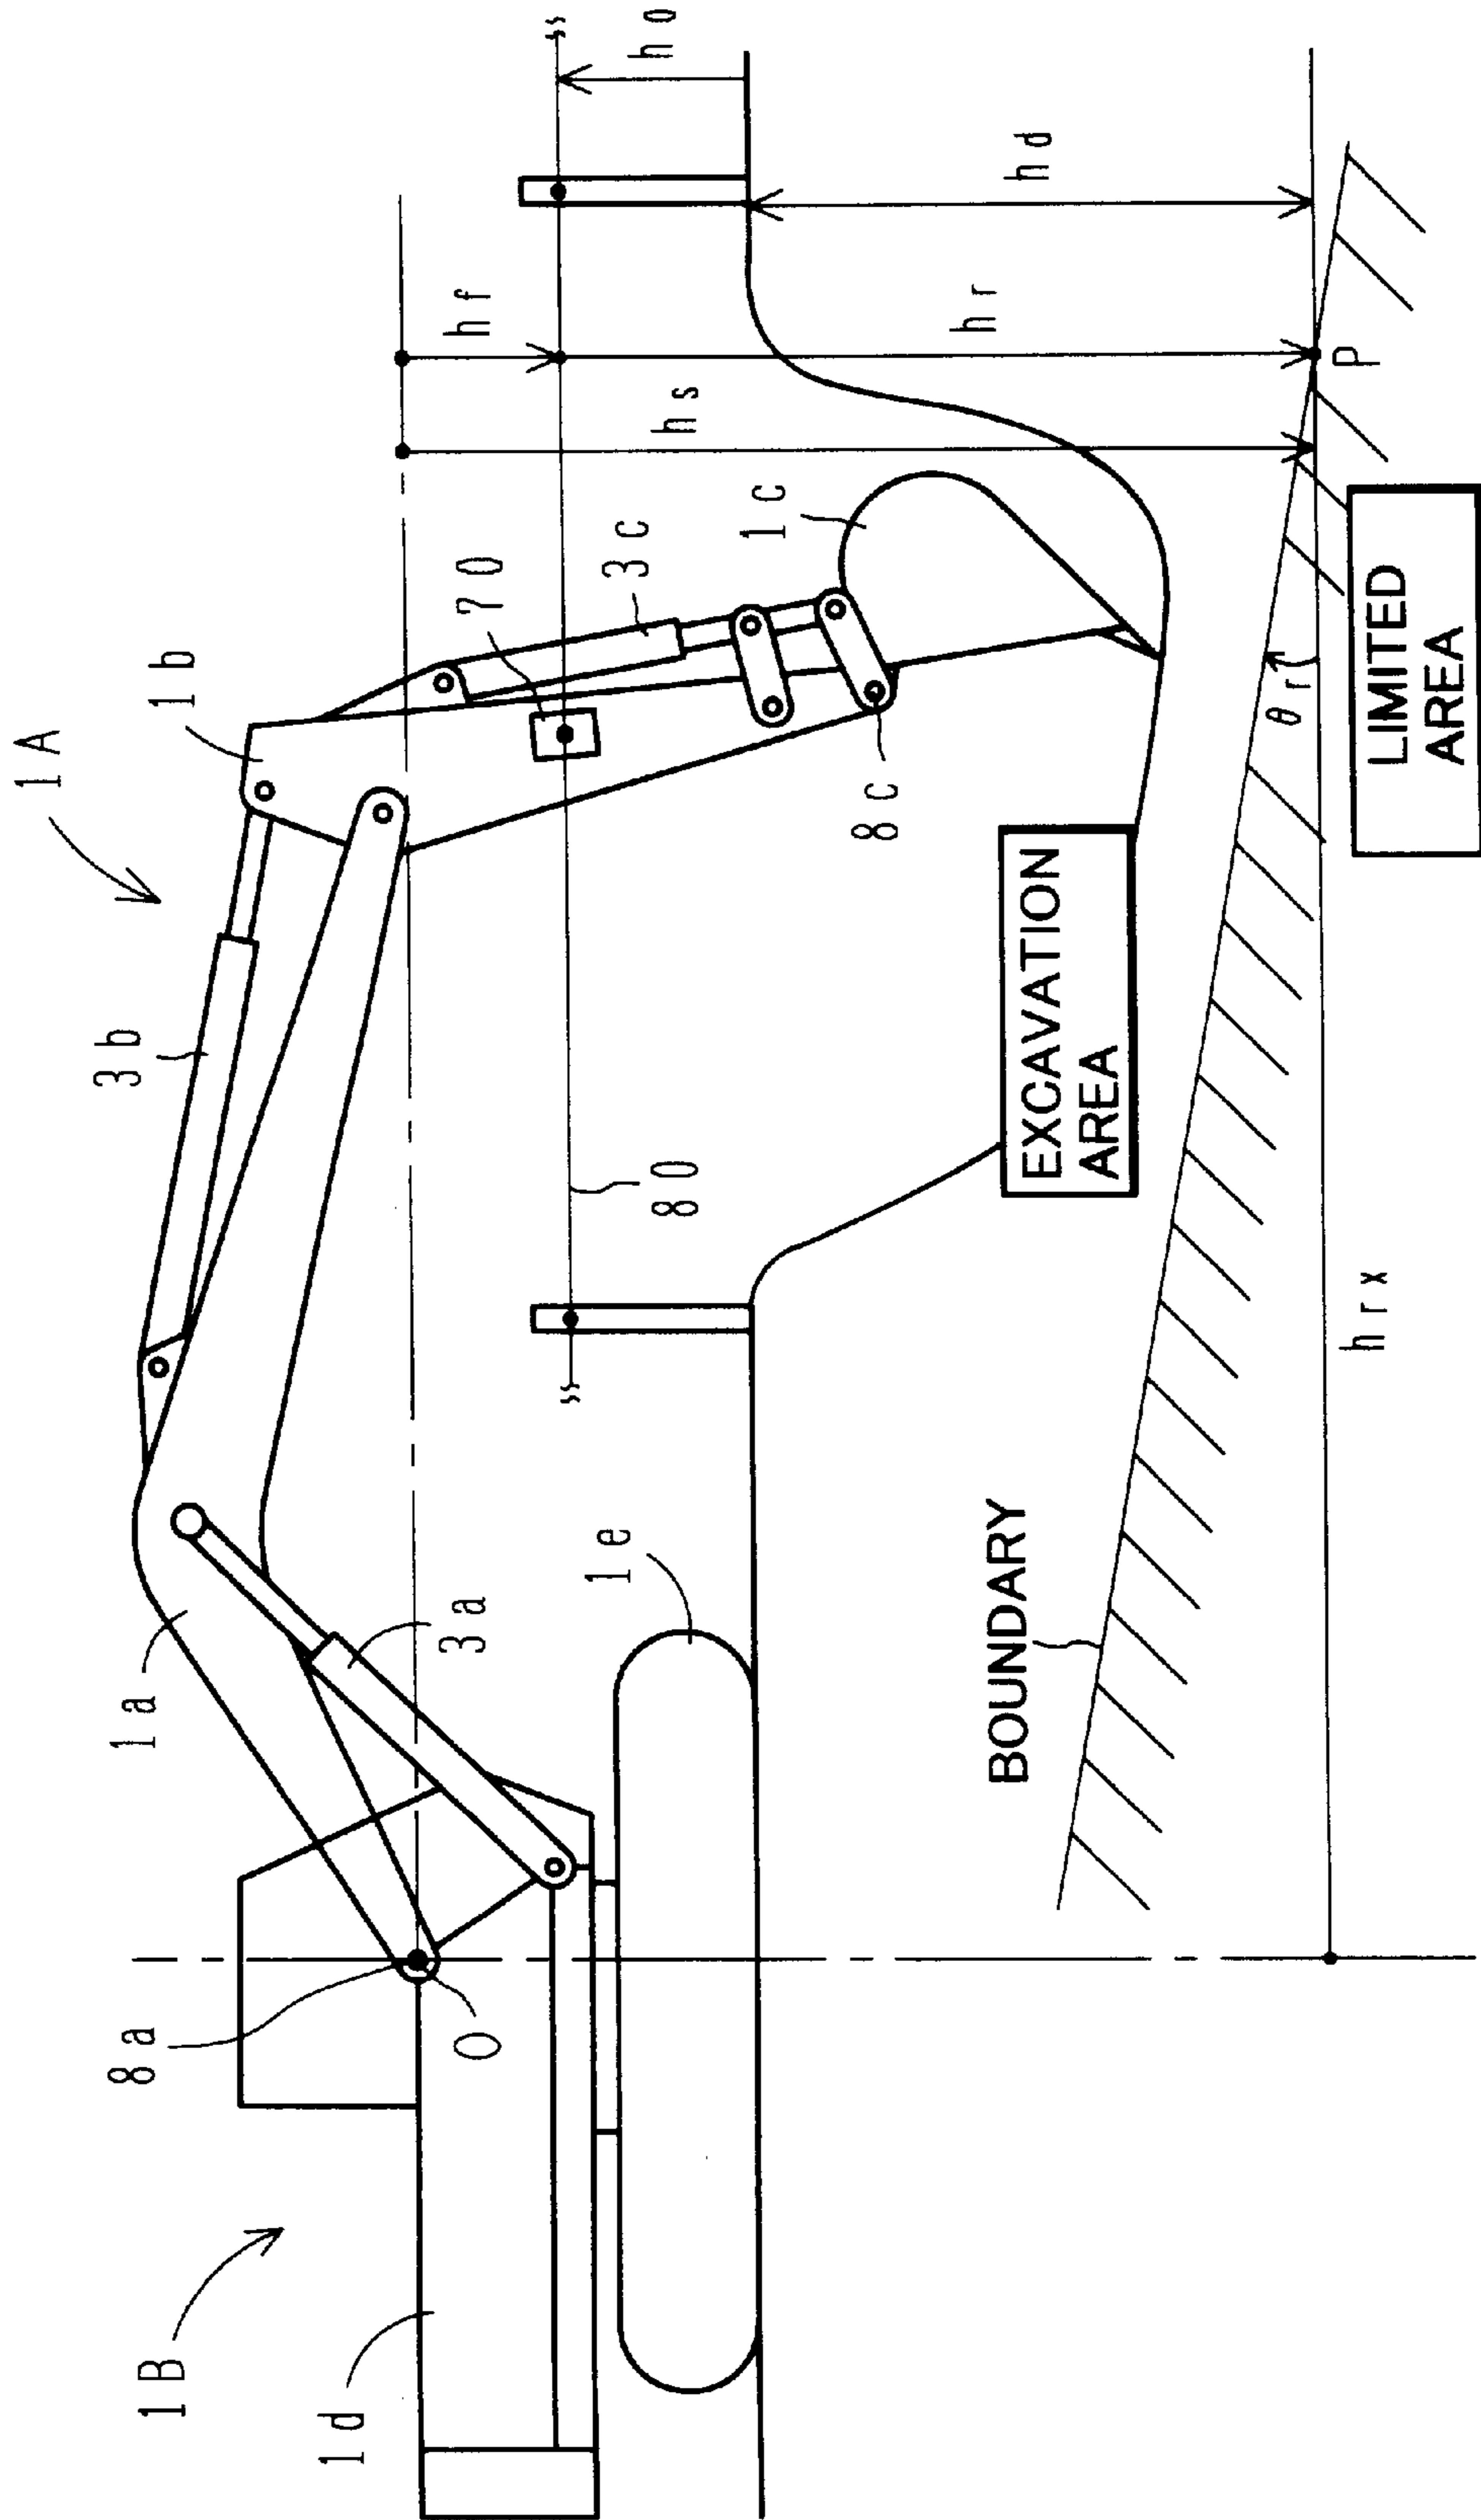 1A
1B
1b
3b
1a
8a
1d
hf
ho
70
3c
hs
1c
hr
hd
3a
O
1e
80
8c
EXCAVATION
AREA
BOUNDARY
P
θr
LIMITED
AREA
hrx